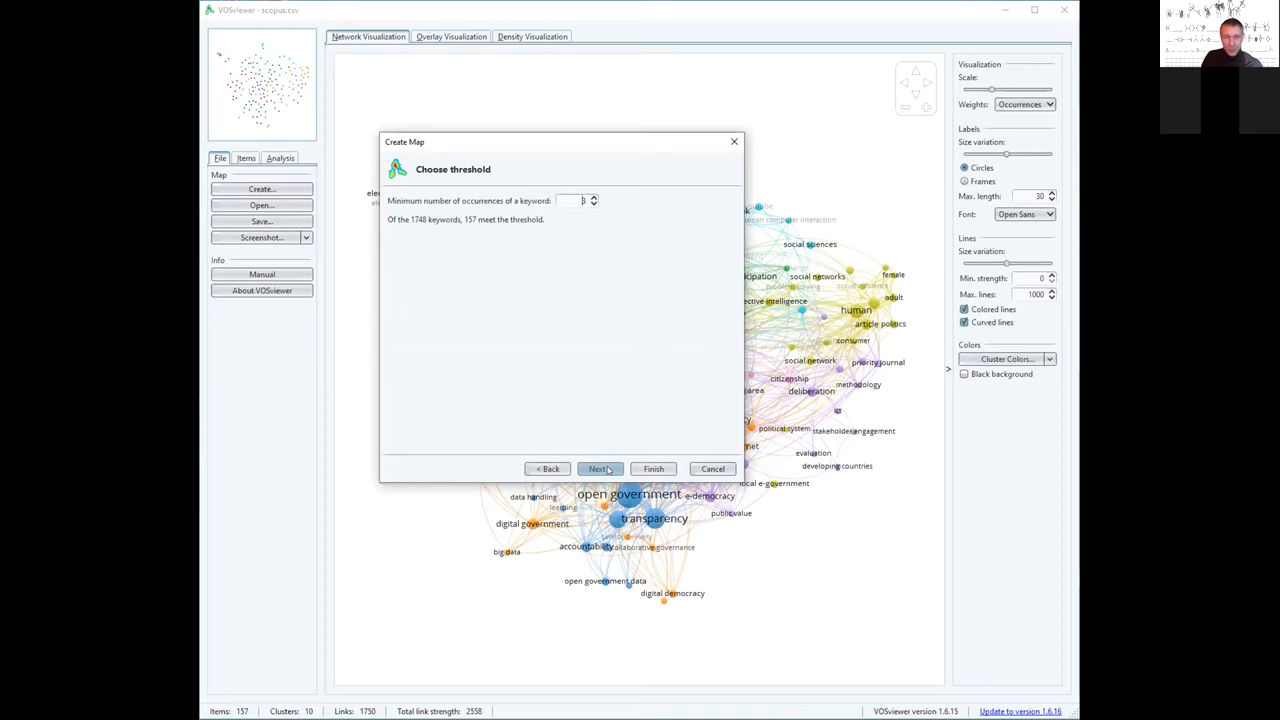 VOSviewer - scopus.csv
Network Visualization
Overlay Visualization
Density Visualization
File
Items
Analysis
Map
Create...
Open...
Save...
Screenshot...
Info
Manual
About VOSviewer
Create Map
Choose threshold
Minimum number of occurrences of a keyword: 3
Of the 1748 keywords, 157 meet the threshold.
< Back
Next
Finish
Cancel
social sciences
social networks
female
adult
human
article politics
consumer
social network
priority journal
citizenship
methodology
deliberation
ict
political system
stakeholder engagement
evaluation
developing countries
local e-government
open government
e-democracy
data handling
learning
public value
digital government
transparency
big data
accountability
collaborative governance
open government data
digital democracy
Visualization
Scale:
Weights: Occurrences
Labels
Size variation:
Circles
Frames
Max. length: 30
Font: Open Sans
Lines
Size variation:
Min. strength: 0
Max. lines: 1000
Colored lines
Curved lines
Colors
Cluster Colors...
Black background
Items: 157
Clusters: 10
Links: 1750
Total link strength: 2558
VOSviewer version 1.6.15
Update to version 1.6.16